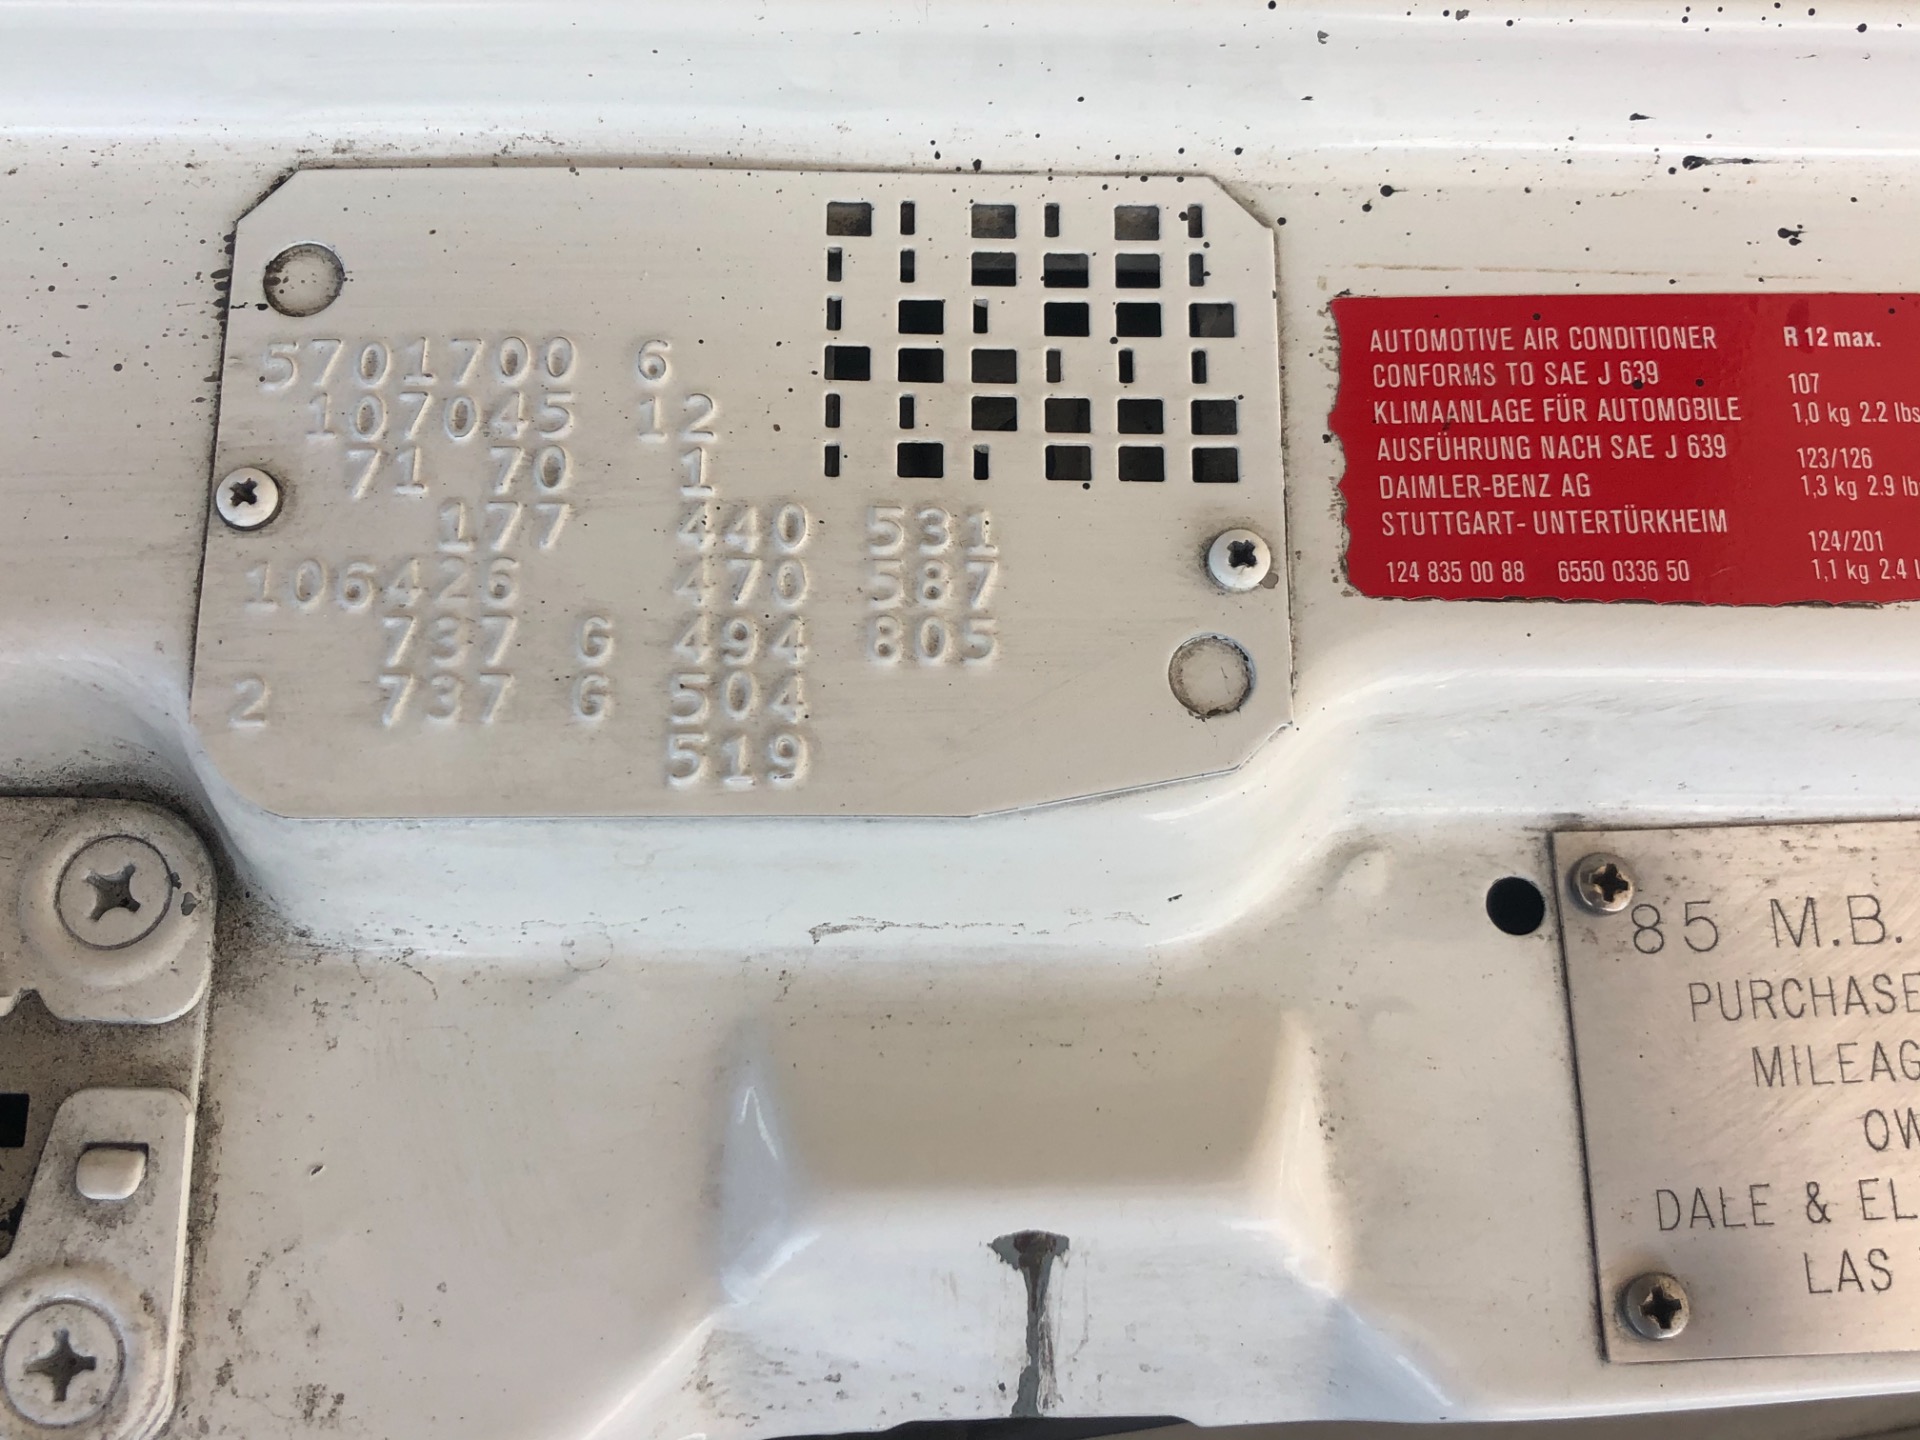 5701700 6
107045 12
71 70 1
177 440 531
106426 470 587
737 G 494 805
2 737 G 504
519
AUTOMOTIVE AIR CONDITIONER
CONFORMS TO SAE J 639
KLIMAANLAGE FÜR AUTOMOBILE
AUSFÜHRUNG NACH SAE J 639
DAIMLER-BENZ AG
STUTTGART- UNTERTÜRKHEIM
124 835 00 88 6550 0336 50
R 12 max.
107
1,0 kg 2.2 lbs
123/126
1,3 kg 2.9 lb
124/201
1,1 kg 2.4 l
85 M.B.
PURCHASE
MILEAG
OW
DALE & EL
LAS